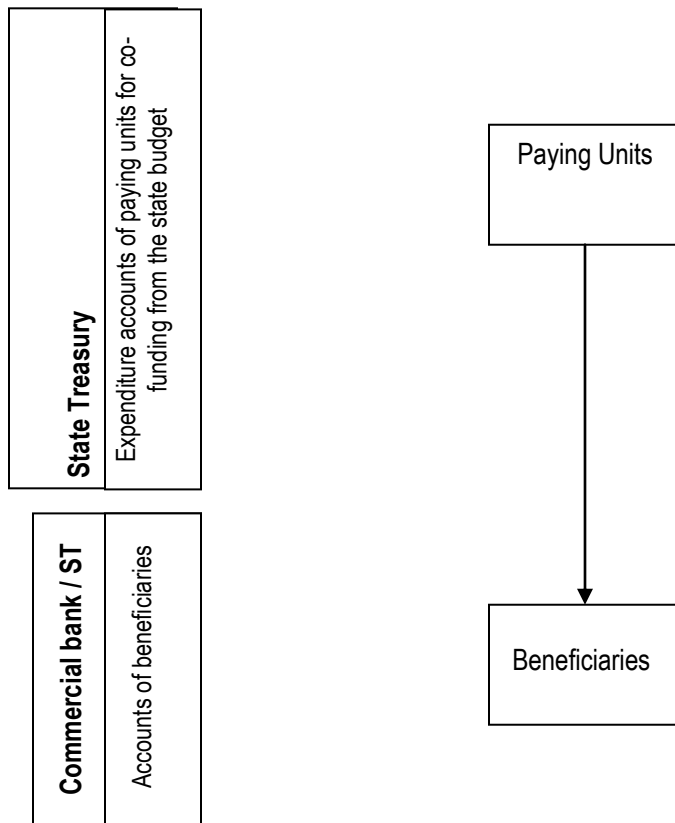 State Treasury
Expenditure accounts of paying units for co-
funding from the state budget
Paying Units
Commercial bank / ST
Accounts of beneficiaries
Beneficiaries